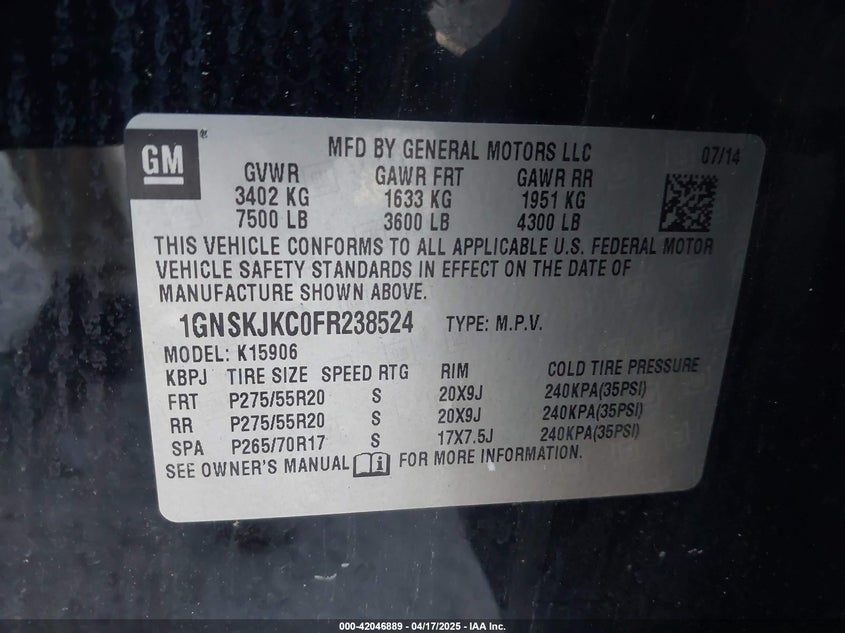 GM®
MFD BY GENERAL MOTORS LLC 07/14
GVWR GAWR FRT GAWR RR
3402 KG 1633 KG 1951 KG
7500 LB 3600 LB 4300 LB
THIS VEHICLE CONFORMS TO ALL APPLICABLE U.S. FEDERAL MOTOR
VEHICLE SAFETY STANDARDS IN EFFECT ON THE DATE OF
MANUFACTURE SHOWN ABOVE.
1GNSKJKC0FR238524 TYPE: M.P.V.
MODEL: K15906
KBPJ TIRE SIZE SPEED RTG RIM COLD TIRE PRESSURE
FRT P275/55R20 S 20X9J 240KPA(35PSI)
RR P275/55R20 S 20X9J 240KPA(35PSI)
SPA P265/70R17 S 17X7.5J 240KPA(35PSI)
SEE OWNER'S MANUAL FOR MORE INFORMATION.
000-42046889 - 04/17/2025 - IAA Inc.